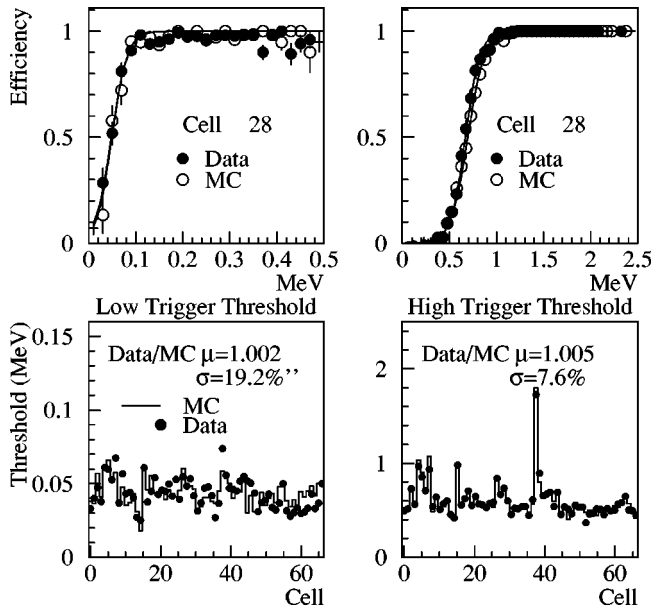 Efficiency
1
0.5
0
Cell 28
Data
MC
0 0.1 0.2 0.3 0.4 0.5
MeV
1
0.5
0
Cell 28
Data
MC
0 0.5 1 1.5 2 2.5
MeV
Low Trigger Threshold
High Trigger Threshold
Threshold (MeV)
0.15
0.1
0.05
0
Data/MC μ=1.002
σ=19.2%’’
MC
Data
0 20 40 60
Cell
2
1
0
Data/MC μ=1.005
σ=7.6%
0 20 40 60
Cell